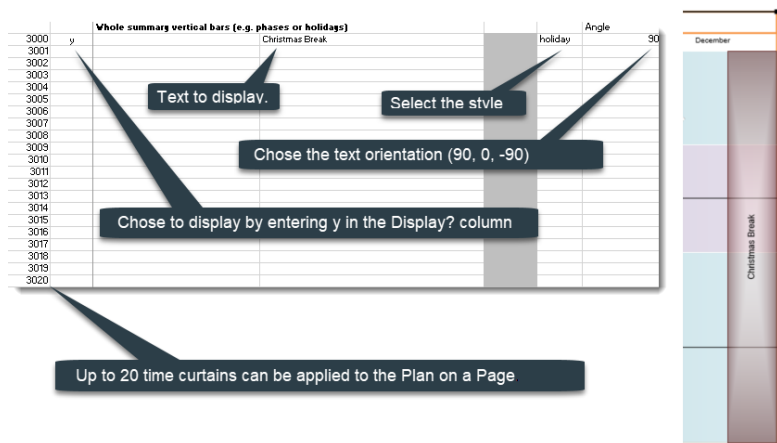 Whole summary vertical bars (e.g. phases or holidays) Angle
3000 y Christmas Break holiday 90
3001
3002
3003
3004
3005
3006
3007
3008
3009
3010
3011
3012
3013
3014
3015
3016
3017
3018
3019
3020
Text to display.
Select the style
Chose the text orientation (90, 0, -90)
Chose to display by entering y in the Display? column
Up to 20 time curtains can be applied to the Plan on a Page
December
Christmas Break